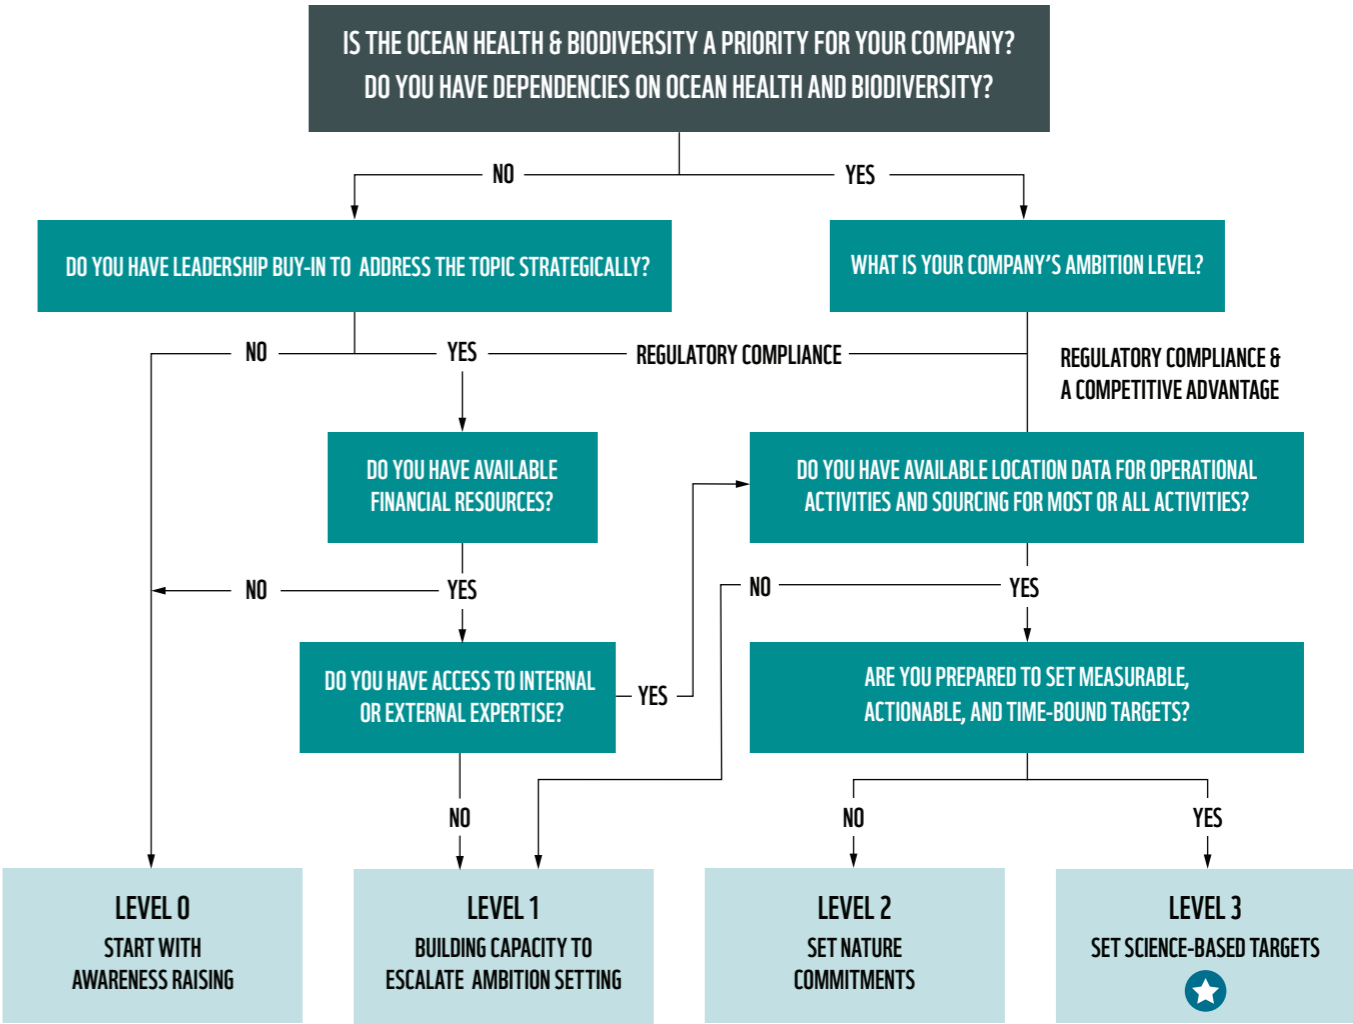 IS THE OCEAN HEALTH & BIODIVERSITY A PRIORITY FOR YOUR COMPANY?
DO YOU HAVE DEPENDENCIES ON OCEAN HEALTH AND BIODIVERSITY?
NO
YES
DO YOU HAVE LEADERSHIP BUY-IN TO ADDRESS THE TOPIC STRATEGICALLY?
WHAT IS YOUR COMPANY'S AMBITION LEVEL?
NO
YES
REGULATORY COMPLIANCE
REGULATORY COMPLIANCE &
A COMPETITIVE ADVANTAGE
DO YOU HAVE AVAILABLE
FINANCIAL RESOURCES?
DO YOU HAVE AVAILABLE LOCATION DATA FOR OPERATIONAL
ACTIVITIES AND SOURCING FOR MOST OR ALL ACTIVITIES?
NO
YES
NO
YES
DO YOU HAVE ACCESS TO INTERNAL
OR EXTERNAL EXPERTISE?
YES
ARE YOU PREPARED TO SET MEASURABLE,
ACTIONABLE, AND TIME-BOUND TARGETS?
NO
NO
YES
LEVEL 0
START WITH
AWARENESS RAISING
LEVEL 1
BUILDING CAPACITY TO
ESCALATE AMBITION SETTING
LEVEL 2
SET NATURE
COMMITMENTS
LEVEL 3
SET SCIENCE-BASED TARGETS